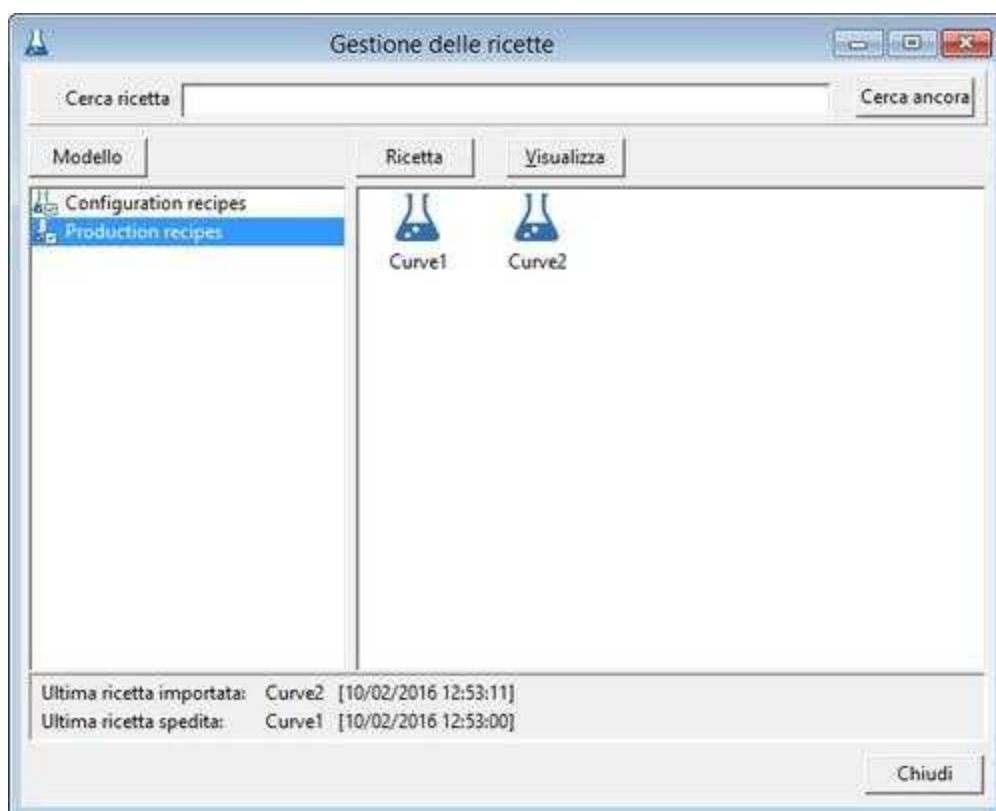 Gestione delle ricette
Cerca ricetta Cerca ancora
Modello Ricetta Visualizza
Configuration recipes
Production recipes
Curve1 Curve2
Ultima ricetta importata: Curve2 [10/02/2016 12:53:11]
Ultima ricetta spedita: Curve1 [10/02/2016 12:53:00]
Chiudi